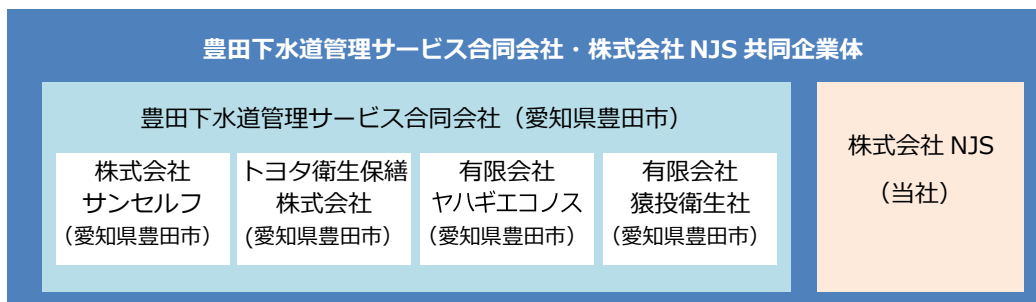 豊田下水道管理サービス合同会社・株式会社 NJS 共同企業体
豊田下水道管理サービス合同会社（愛知県豊田市）
株式会社
サンセルフ
（愛知県豊田市）
トヨタ衛生保繕
株式会社
(愛知県豊田市）
有限会社
ヤハギエコノス
（愛知県豊田市）
有限会社
猿投衛生社
（愛知県豊田市）
株式会社 NJS
（当社）